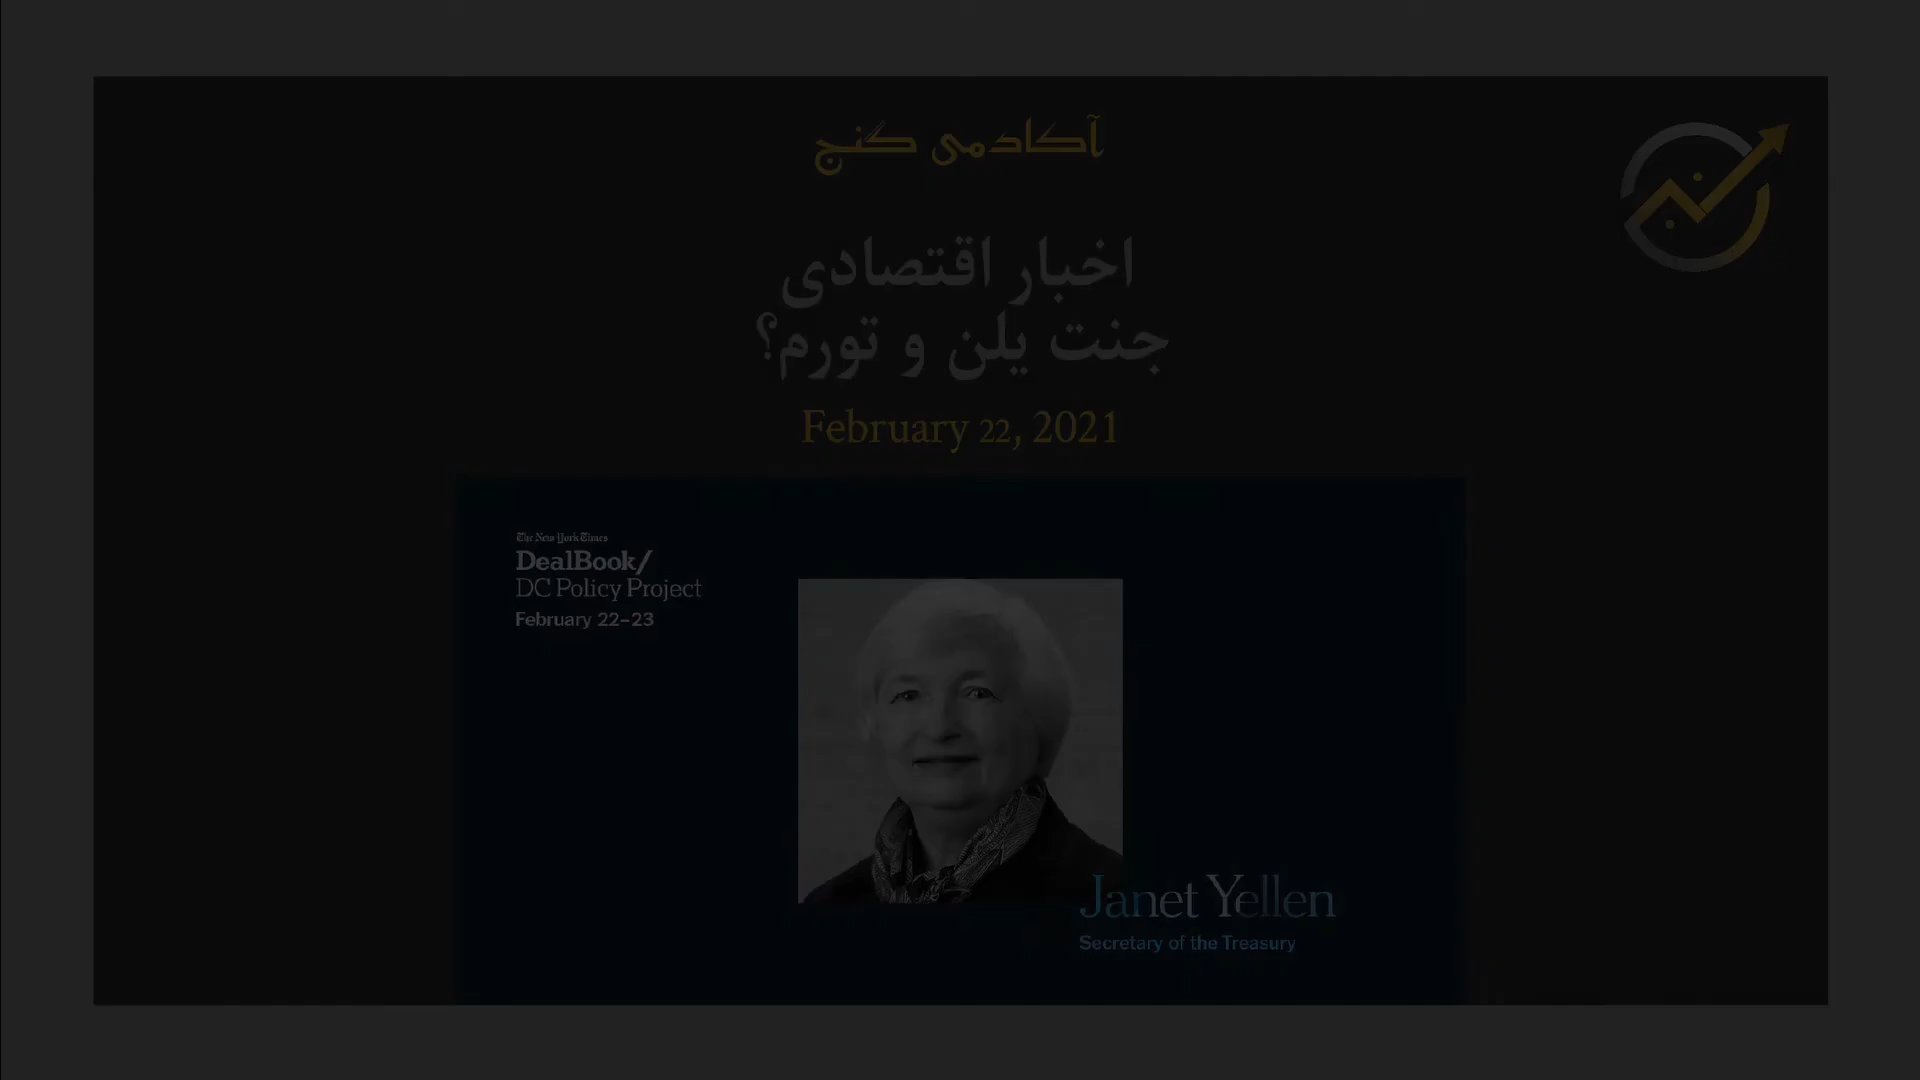 آکادمی گنج
اخبار اقتصادی
جنت یلن و تورم؟
February 22, 2021
The New York Times
DealBook/
DC Policy Project
February 22–23
Janet Yellen
Secretary of the Treasury